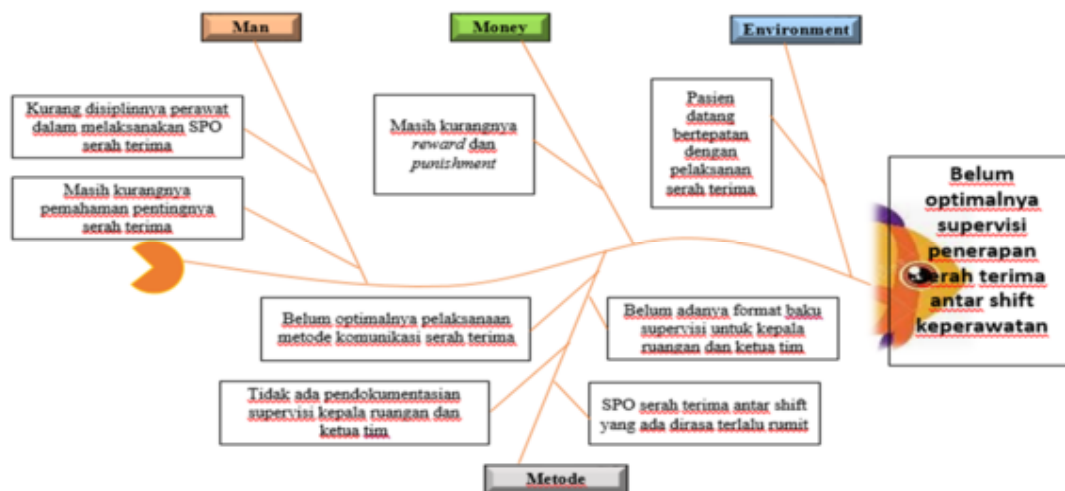 Man
Money
Environment
Kurang disiplinnya perawat
dalam melaksanakan SPO
serah terima
Masih kurangnya
pemahaman pentingnya
serah terima
Masih kurangnya
reward dan
punishment
Pasien
datang
bertepatan
dengan
pelaksanan
serah terima
Belum
optimalnya
supervisi
penerapan
serah terima
antar shift
keperawatan
Belum optimalnya pelaksanaan
metode komunikasi serah terima
Belum adanya format baku
supervisi untuk kepala
ruangan dan ketua tim
Tidak ada pendokumentasian
supervisi kepala ruangan dan
ketua tim
SPO serah terima antar shift
yang ada dirasa terlalu rumit
Metode